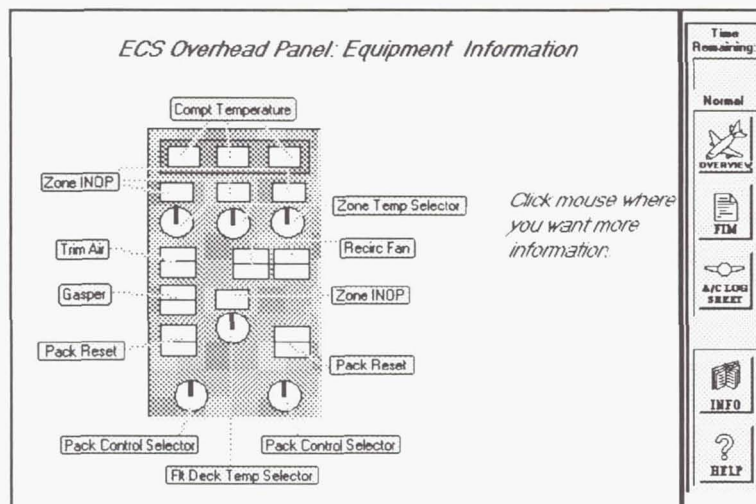 ECS Overhead Panel: Equipment Information
Compt Temperature
Zone INOP
Zone Temp Selector
Trim Air
Recirc Fan
Gasper
Zone INOP
Pack Reset
Pack Reset
Pack Control Selector
Pack Control Selector
Flt Deck Temp Selector
Click mouse where
you want more
information.
Time
Remaining:
Normal
OVERVIEW
FIM
A/C LOG
SHEET
INFO
?
HELP